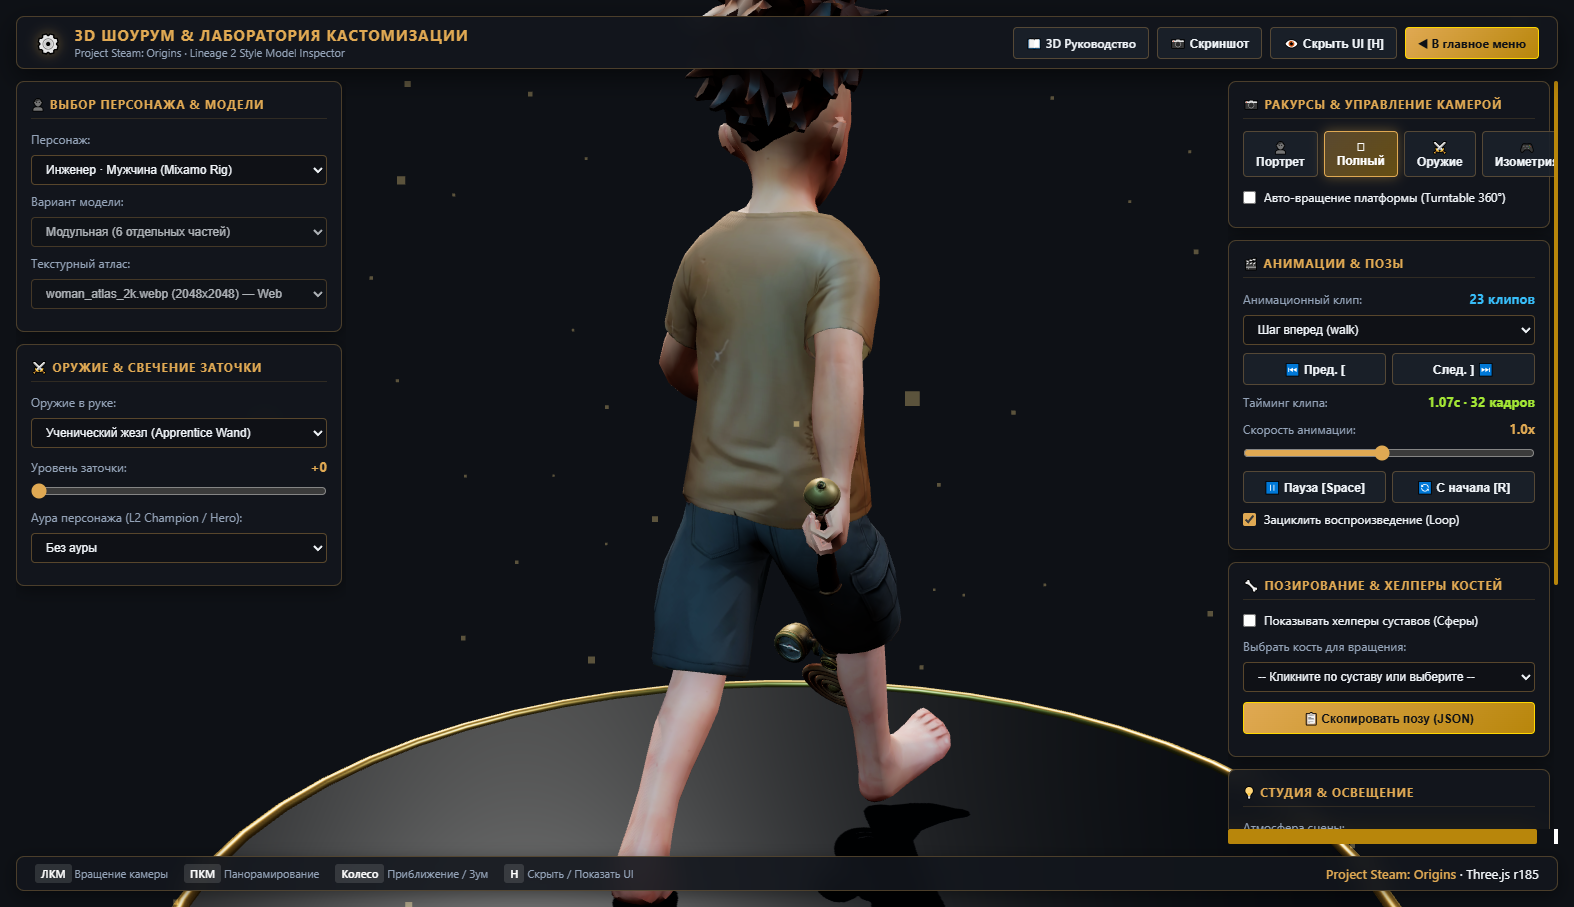 3D ШОУРУМ & ЛАБОРАТОРИЯ КАСТОМИЗАЦИИ
Project Steam: Origins · Lineage 2 Style Model Inspector
3D Руководство
Скриншот
Скрыть UI [H]
◀ В главное меню
ВЫБОР ПЕРСОНАЖА & МОДЕЛИ
Персонаж:
Инженер · Мужчина (Mixamo Rig)
Вариант модели:
Модульная (6 отдельных частей)
Текстурный атлас:
woman_atlas_2k.webp (2048x2048) — Web
ОРУЖИЕ & СВЕЧЕНИЕ ЗАТОЧКИ
Оружие в руке:
Ученический жезл (Apprentice Wand)
Уровень заточки: +0
Аура персонажа (L2 Champion / Hero):
Без ауры
РАКУРСЫ & УПРАВЛЕНИЕ КАМЕРОЙ
Портрет
Полный
Оружие
Изометрия
Авто-вращение платформы (Turntable 360°)
АНИМАЦИИ & ПОЗЫ
Анимационный клип: 23 клипов
Шаг вперед (walk)
Пред. [
След. ]
Тайминг клипа: 1.07с · 32 кадров
Скорость анимации: 1.0x
Пауза [Space]
С начала [R]
Зациклить воспроизведение (Loop)
ПОЗИРОВАНИЕ & ХЕЛПЕРЫ КОСТЕЙ
Показывать хелперы суставов (Сферы)
Выбрать кость для вращения:
-- Кликните по суставу или выберите --
Скопировать позу (JSON)
СТУДИЯ & ОСВЕЩЕНИЕ
Атмосфера сцены:
ЛКМ Вращение камеры
ПКМ Панорамирование
Колесо Приближение / Зум
H Скрыть / Показать UI
Project Steam: Origins · Three.js r185